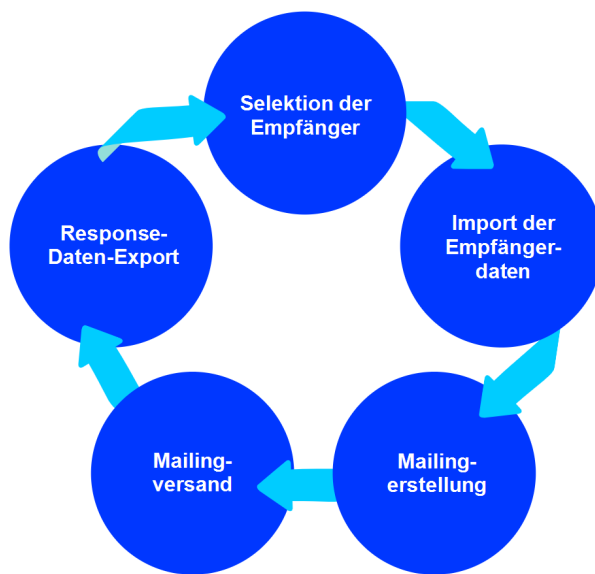 Selektion der
Empfänger
Import der
Empfänger-
daten
Mailing-
erstellung
Mailing-
versand
Response-
Daten-Export